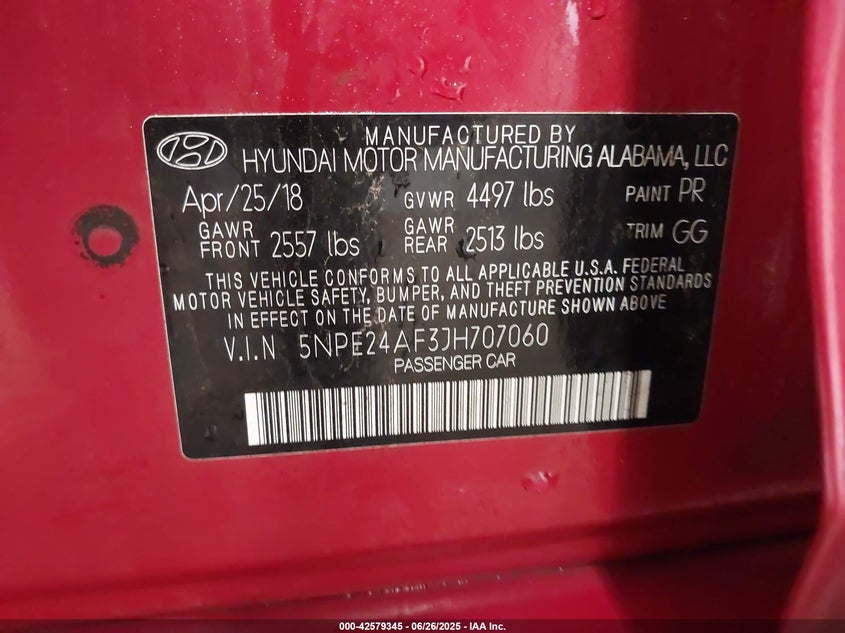 MANUFACTURED BY
HYUNDAI MOTOR MANUFACTURING ALABAMA, LLC
Apr/25/18 GVWR 4497 lbs PAINT PR
GAWR FRONT 2557 lbs GAWR REAR 2513 lbs TRIM GG
THIS VEHICLE CONFORMS TO ALL APPLICABLE U.S.A. FEDERAL
MOTOR VEHICLE SAFETY, BUMPER, AND THEFT PREVENTION STANDARDS
IN EFFECT ON THE DATE OF MANUFACTURE SHOWN ABOVE
V.I.N 5NPE24AF3JH707060
PASSENGER CAR
000-42579345 - 06/26/2025 - IAA Inc.